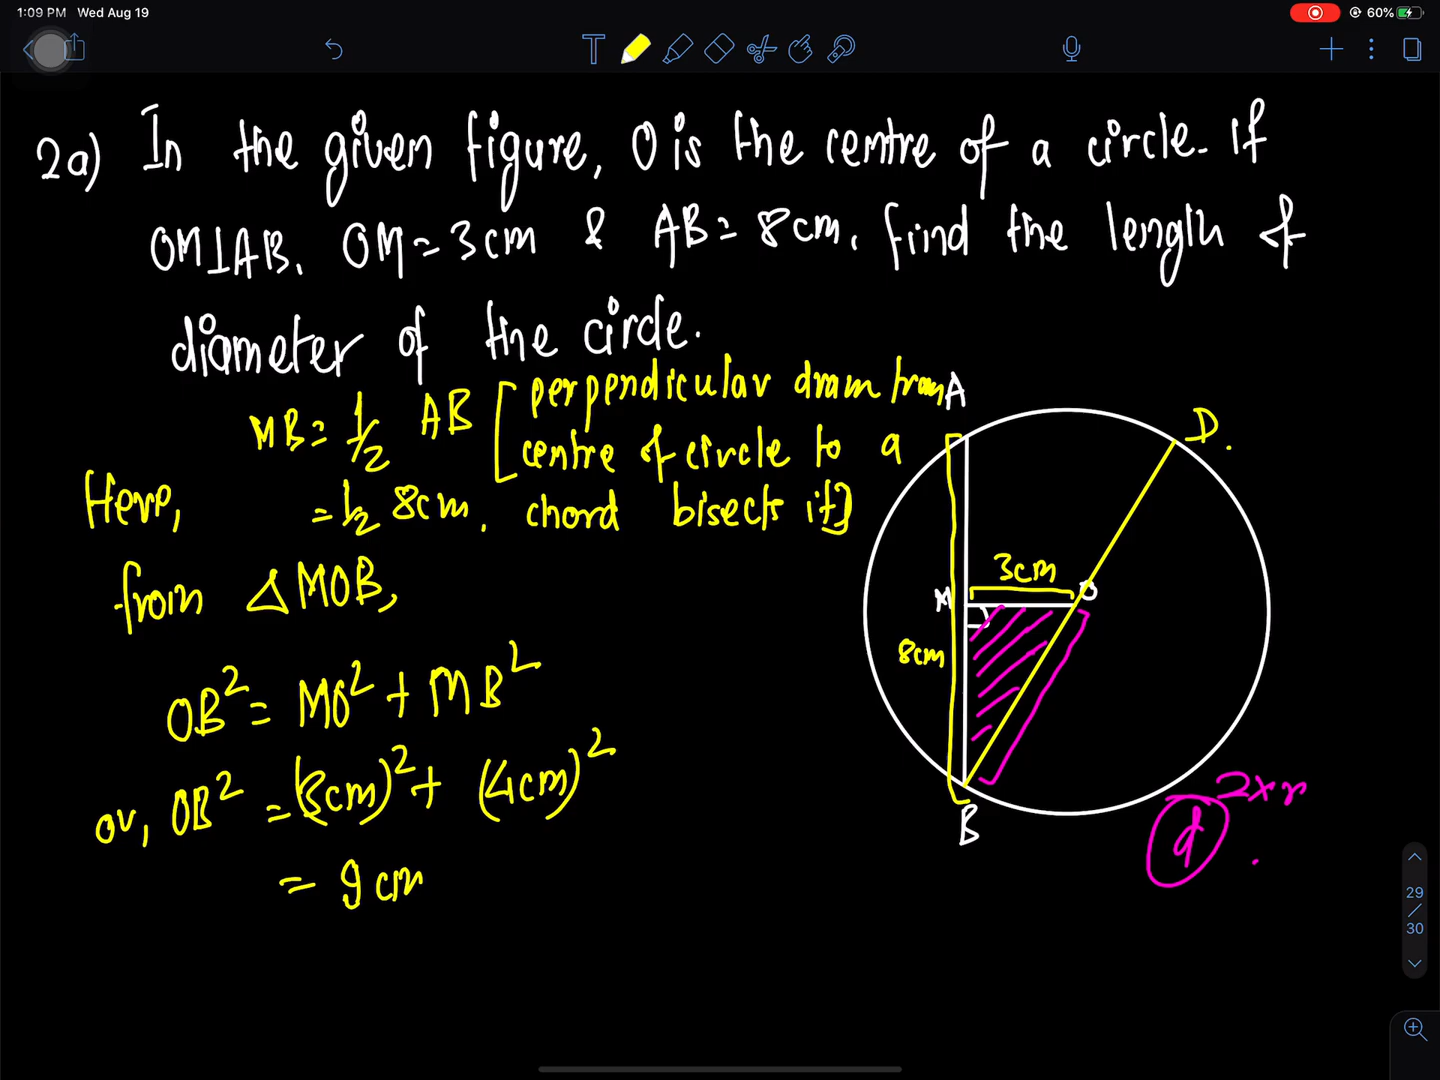 1:09 PM Wed Aug 19
60%
T
2a) In the given figure, O is the centre of a circle. If
OM⊥AB. OM = 3cm & AB = 8cm. find the length of
diameter of the circle.
MB = 1/2 AB [perpendicular drawn from
centre of circle to a
Here, = 1/2 8cm. chord bisects it]
from △MOB,
OB² = MO² + MB²
or, OB² = (3cm)² + (4cm)²
= 9cm
A
D.
3cm
M
O
8cm
B
2×r
d
29
/
30